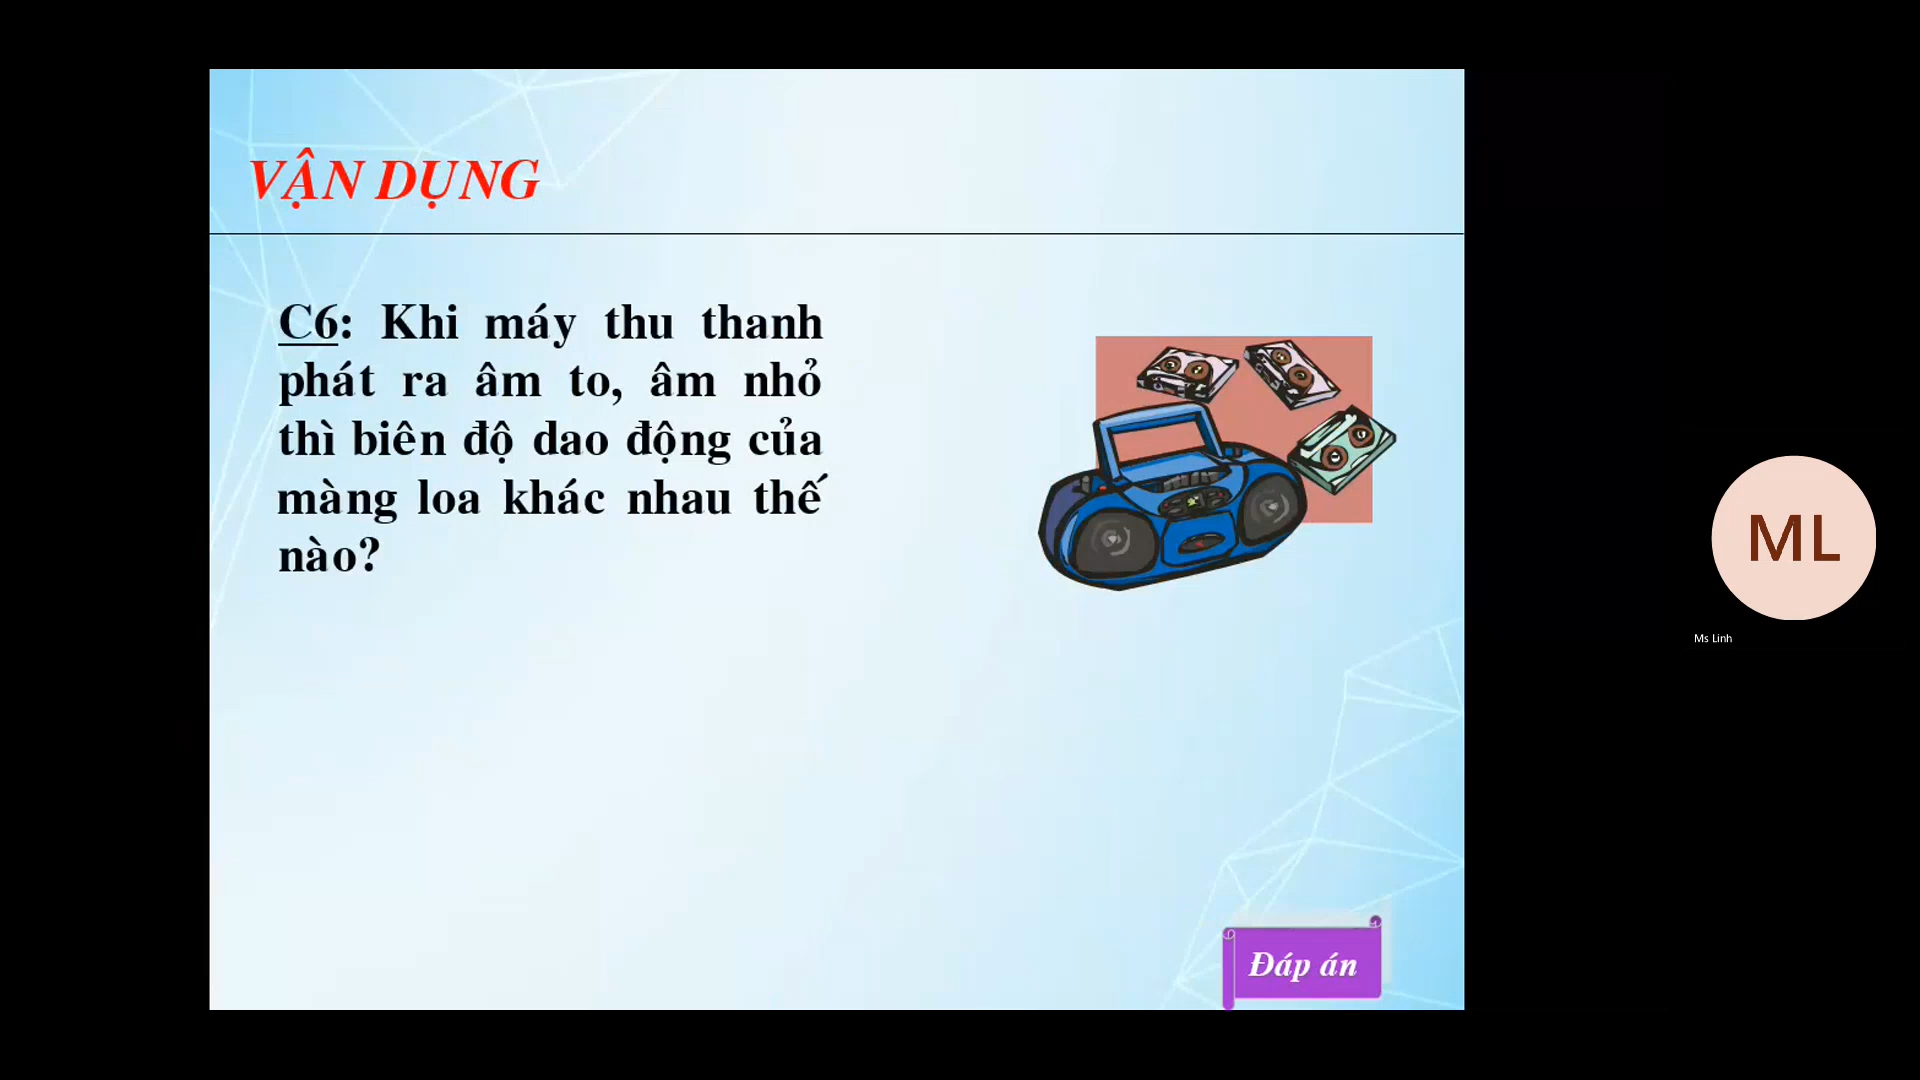 VẬN DỤNG
C6: Khi máy thu thanh
phát ra âm to, âm nhỏ
thì biên độ dao động của
màng loa khác nhau thế
nào?
ML
Ms Linh
Đáp án